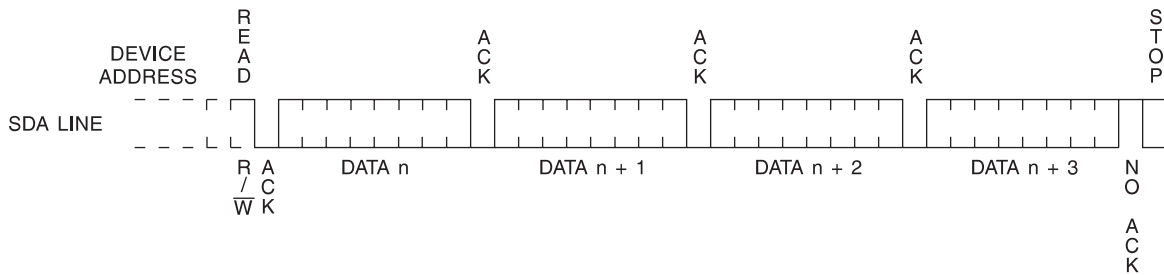 READ
ACK
ACK
ACK
STOP
DEVICE
ADDRESS
SDA LINE
R/W
ACK
DATA n
DATA n + 1
DATA n + 2
DATA n + 3
NO ACK